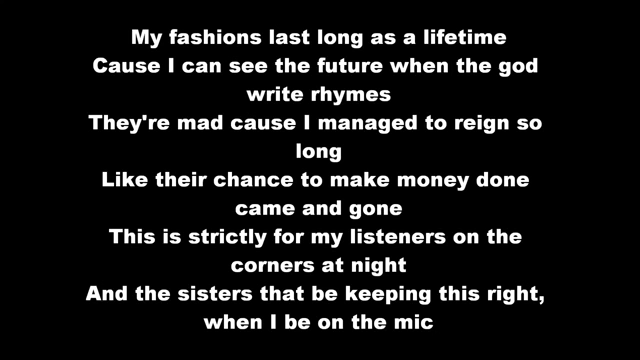 My fashions last long as a lifetime
Cause I can see the future when the god
write rhymes
They're mad cause I managed to reign so
long
Like their chance to make money done
came and gone
This is strictly for my listeners on the
corners at night
And the sisters that be keeping this right,
when I be on the mic